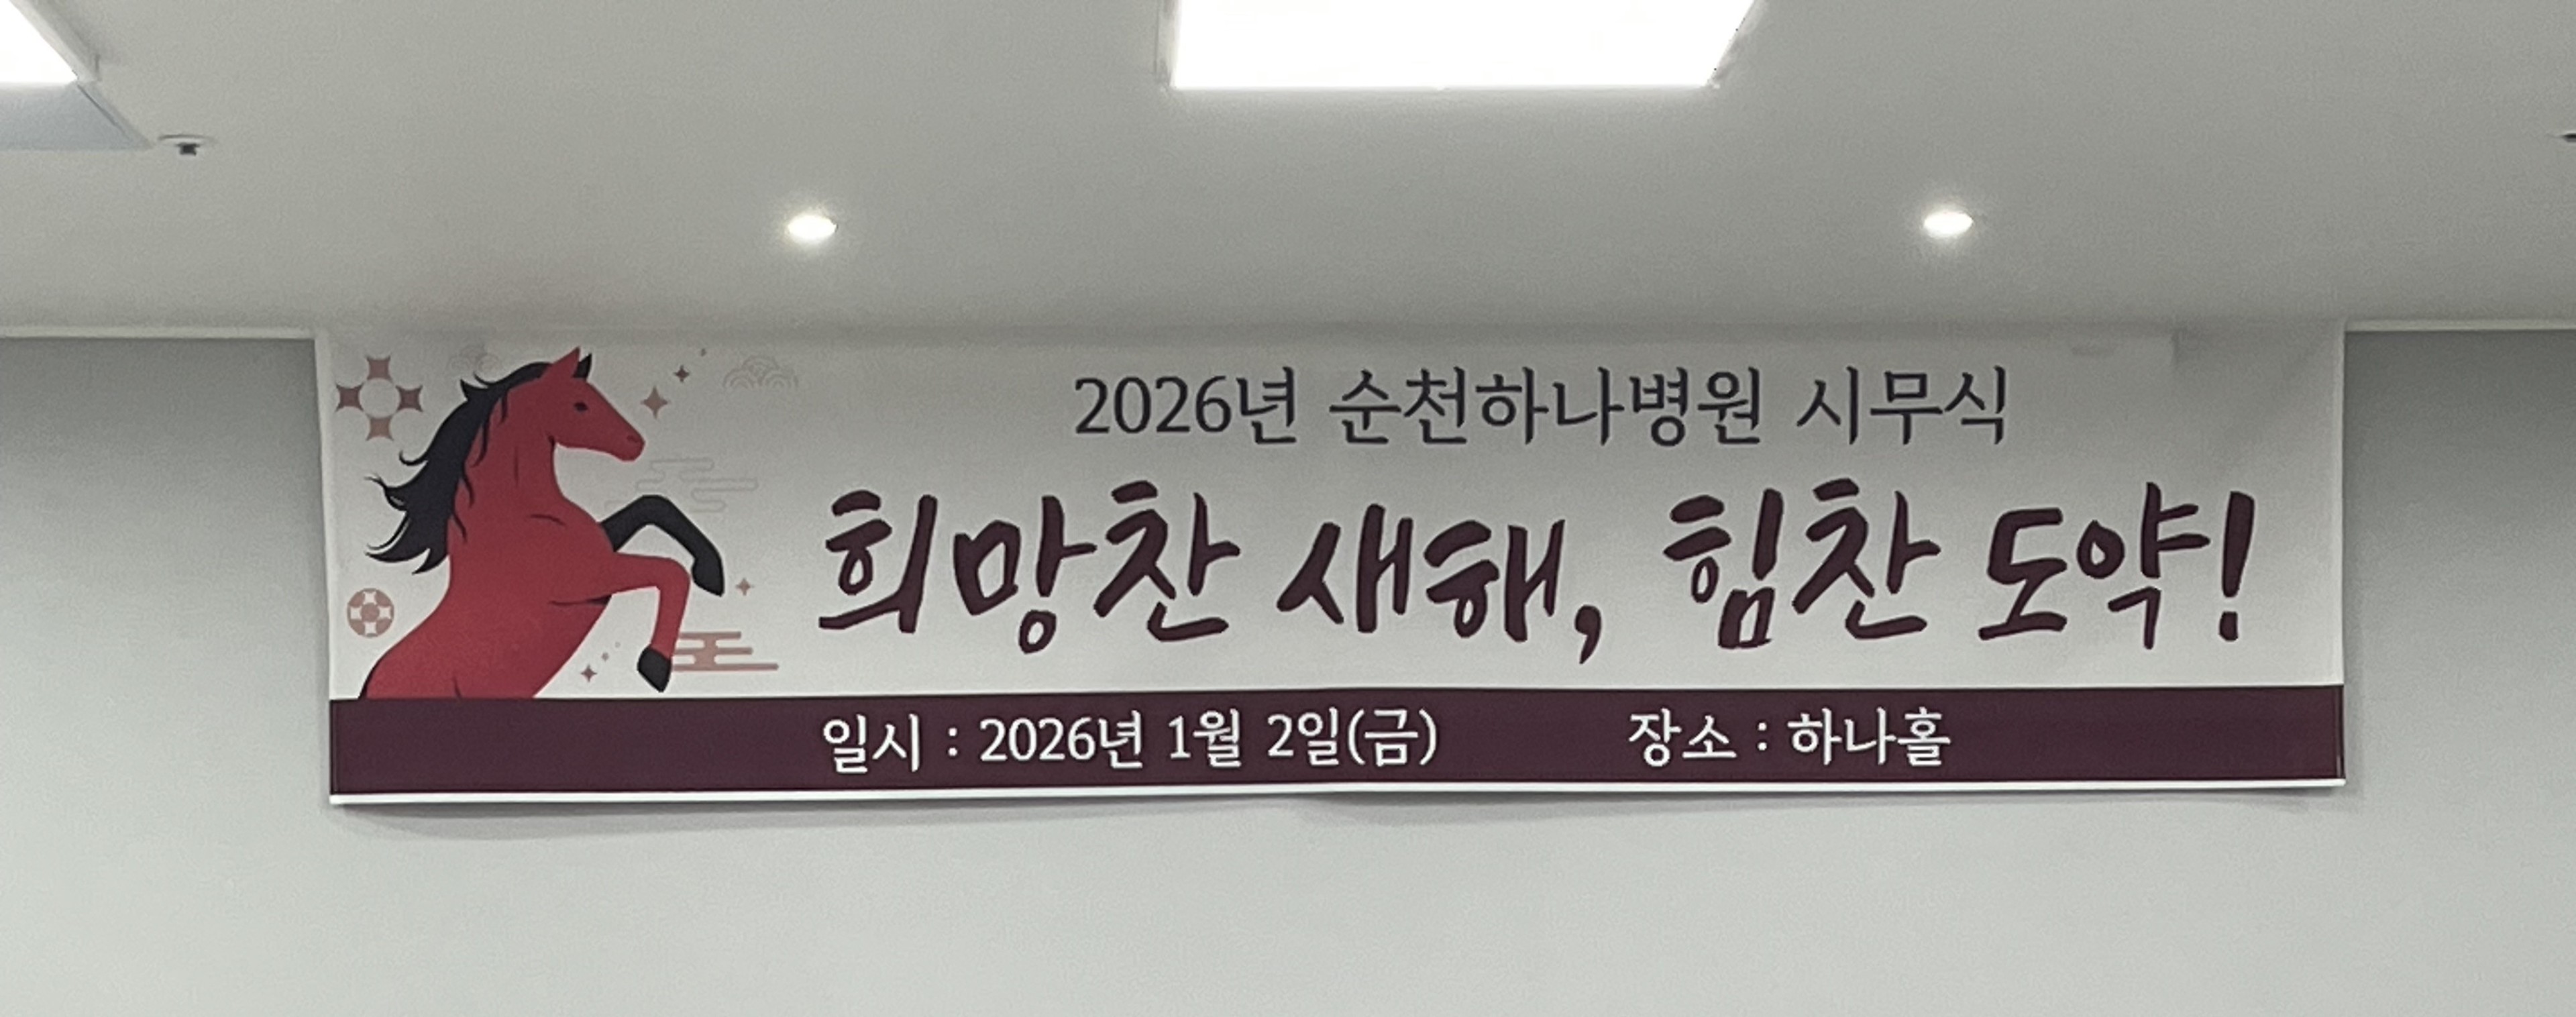 2026년 순천하나병원 시무식
희망찬 새해, 힘찬 도약!
일시 : 2026년 1월 2일(금) 장소 : 하나홀